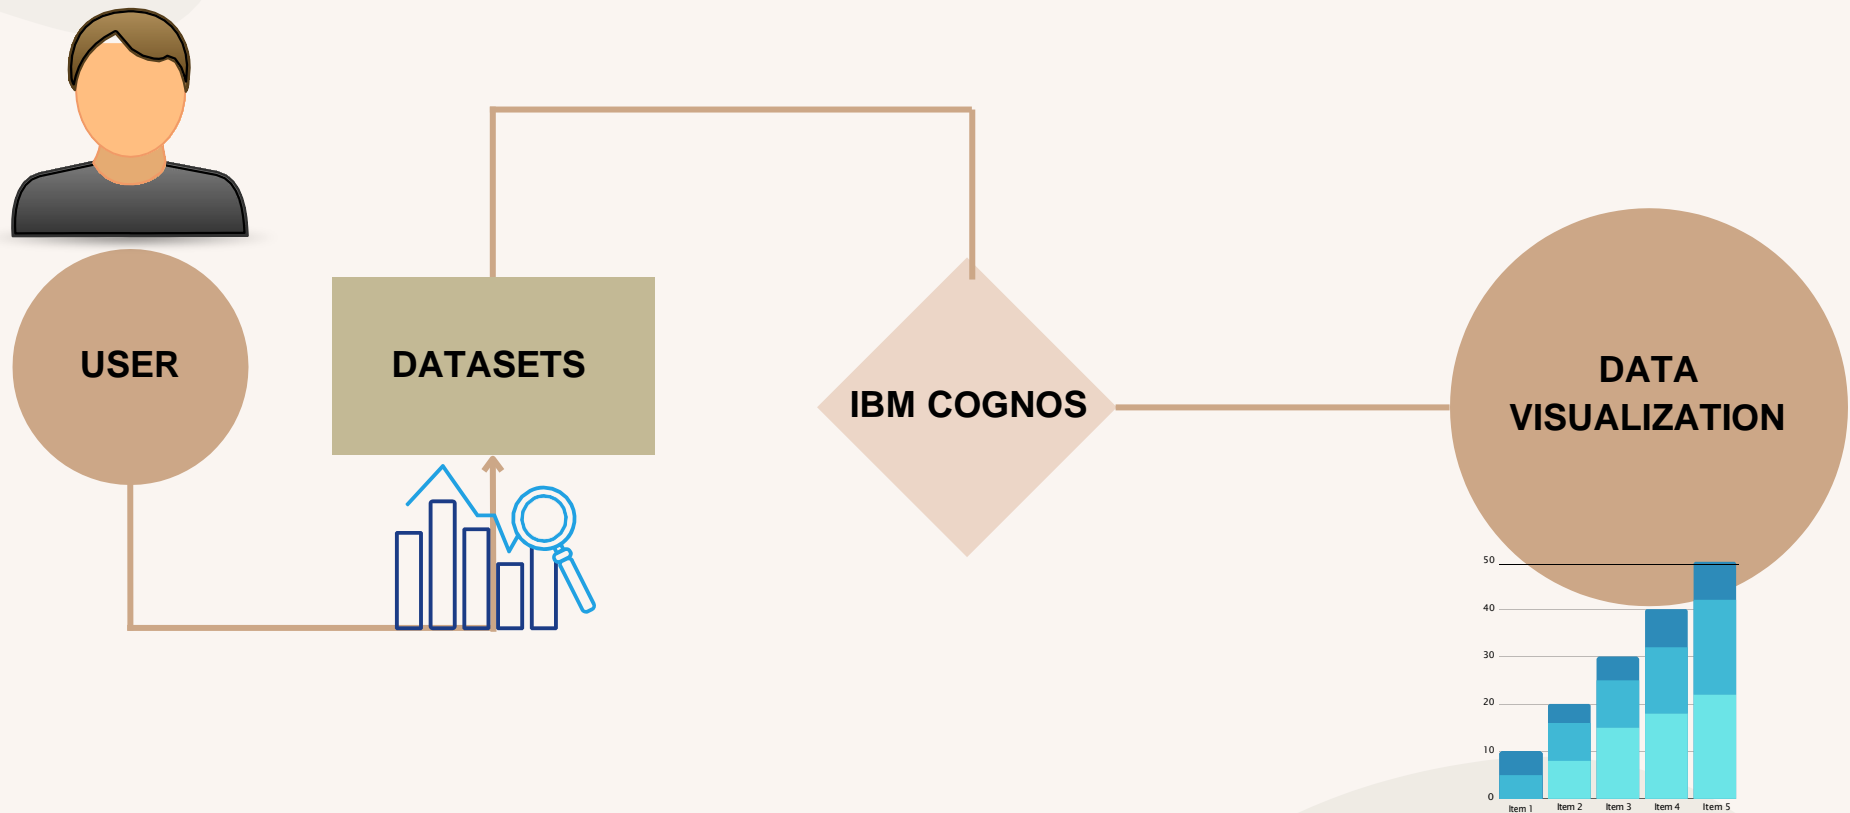 USER
DATASETS
IBM COGNOS
DATA
VISUALIZATION
50
40
30
20
10
0
Item 1
Item 2
Item 3
Item 4
Item 5